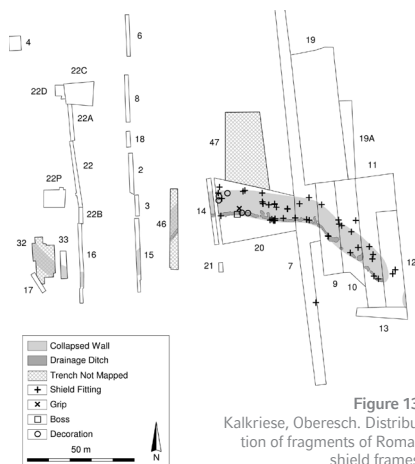 4
6
19
22C
22D
8
22A
47
19A
18
11
22
2
22P
3
46
14
22B
32
33
20
16
15
7
12
21
17
9
10
13
Collapsed Wall
Drainage Ditch
Trench Not Mapped
Shield Fitting
Grip
Boss
Decoration
50 m
N
Figure 13
Kalkriese, Oberesch. Distribu
tion of fragments of Roma
shield frames